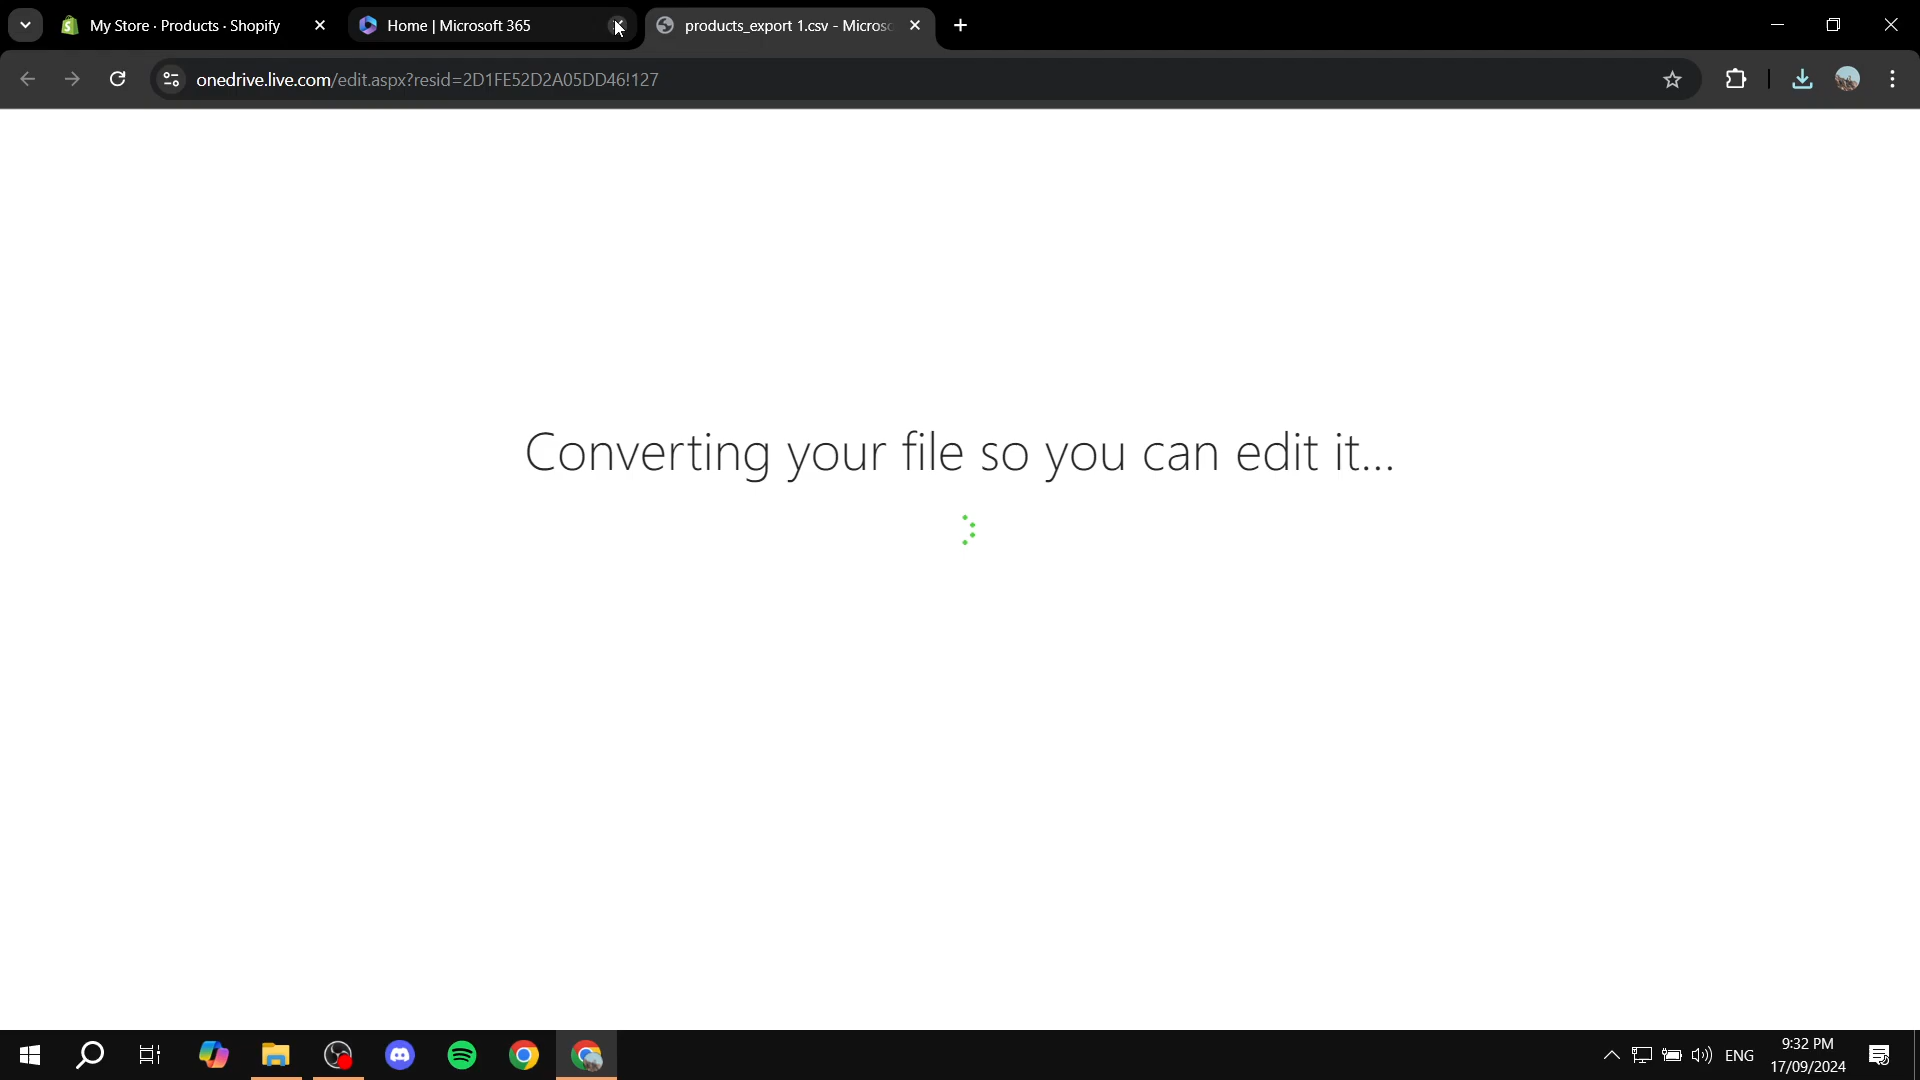 My Store · Products · Shopify
Home | Microsoft 365
products_export 1.csv - Micros
onedrive.live.com/edit.aspx?resid=2D1FE52D2A05DD46!127
Converting your file so you can edit it...
ENG
9:32 PM
17/09/2024